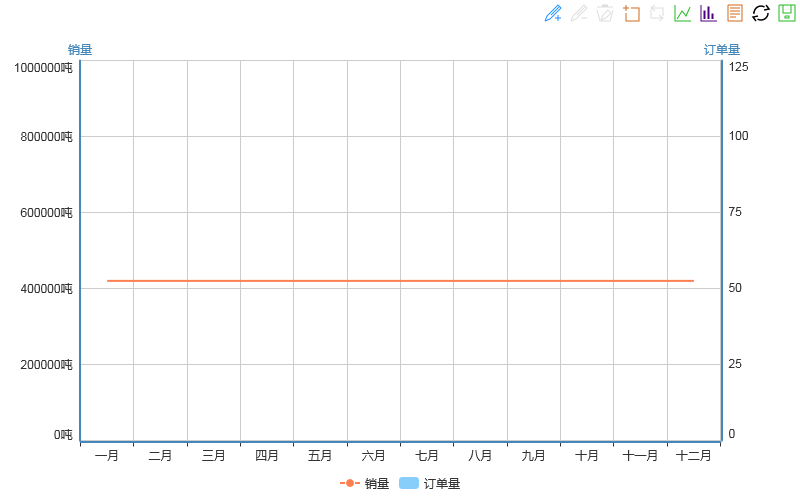 销量 订单量
1000000吨 125
800000吨 100
600000吨 75
400000吨 50
200000吨 25
0吨 0
一月 二月 三月 四月 五月 六月 七月 八月 九月 十月 十一月 十二月
销量 订单量